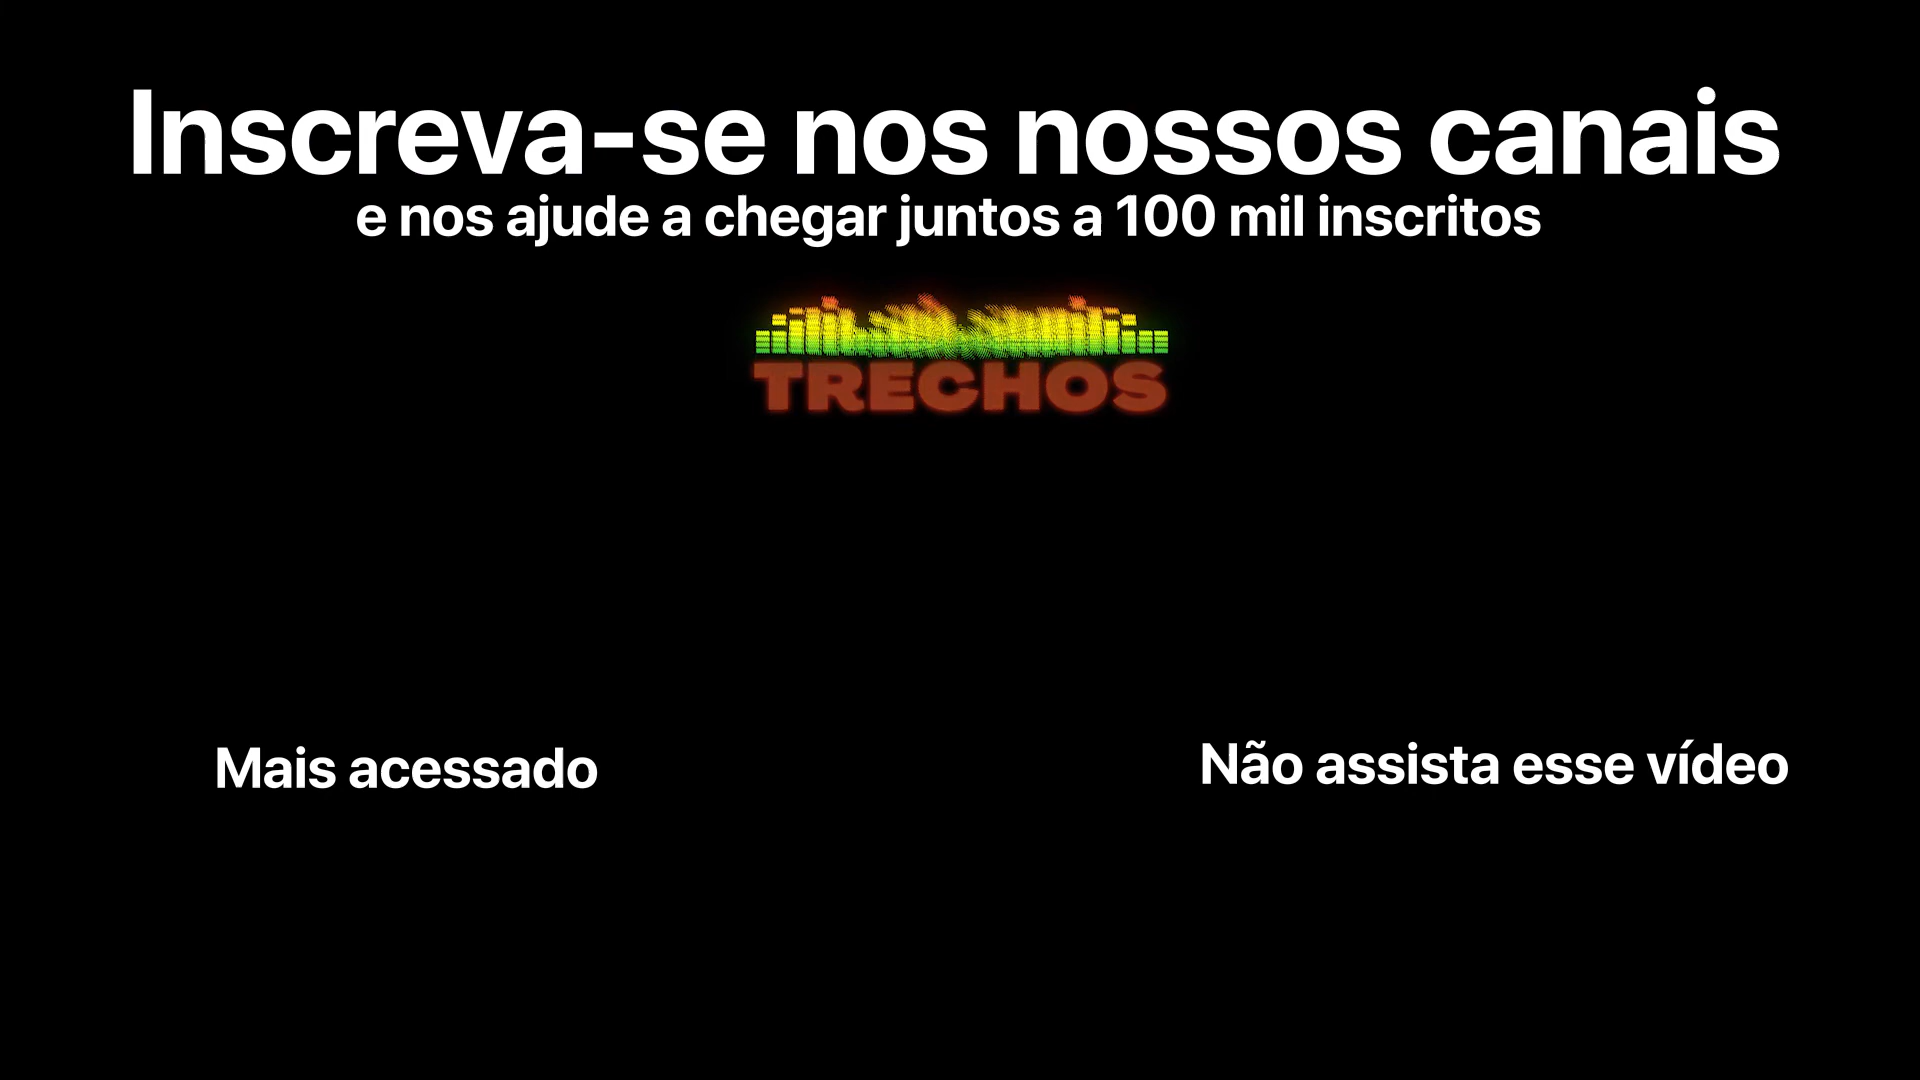 Inscreva-se nos nossos canais
e nos ajude a chegar juntos a 100 mil inscritos
TRECHOS
Mais acessado
Não assista esse vídeo